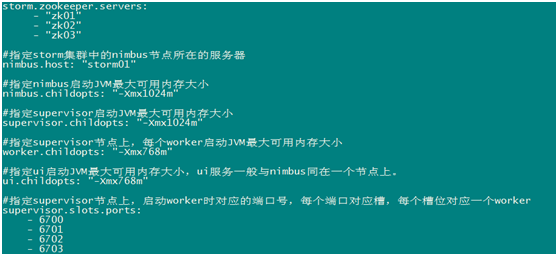 storm.zookeeper.servers:
- "zk01"
- "zk02"
- "zk03"
#指定storm集群中的nimbus节点所在的服务器
nimbus.host: "storm01"
#指定nimbus启动JVM最大可用内存大小
nimbus.childopts: "-Xmx1024m"
#指定supervisor启动JVM最大可用内存大小
supervisor.childopts: "-Xmx1024m"
#指定supervisor节点上，每个worker启动JVM最大可用内存大小
worker.childopts: "-Xmx768m"
#指定ui启动JVM最大可用内存大小，ui服务一般与nimbus同在一个节点上。
ui.childopts: "-Xmx768m"
#指定supervisor节点上，启动worker时对应的端口号，每个端口对应槽，每个槽位对应一个worker
supervisor.slots.ports:
- 6700
- 6701
- 6702
- 6703